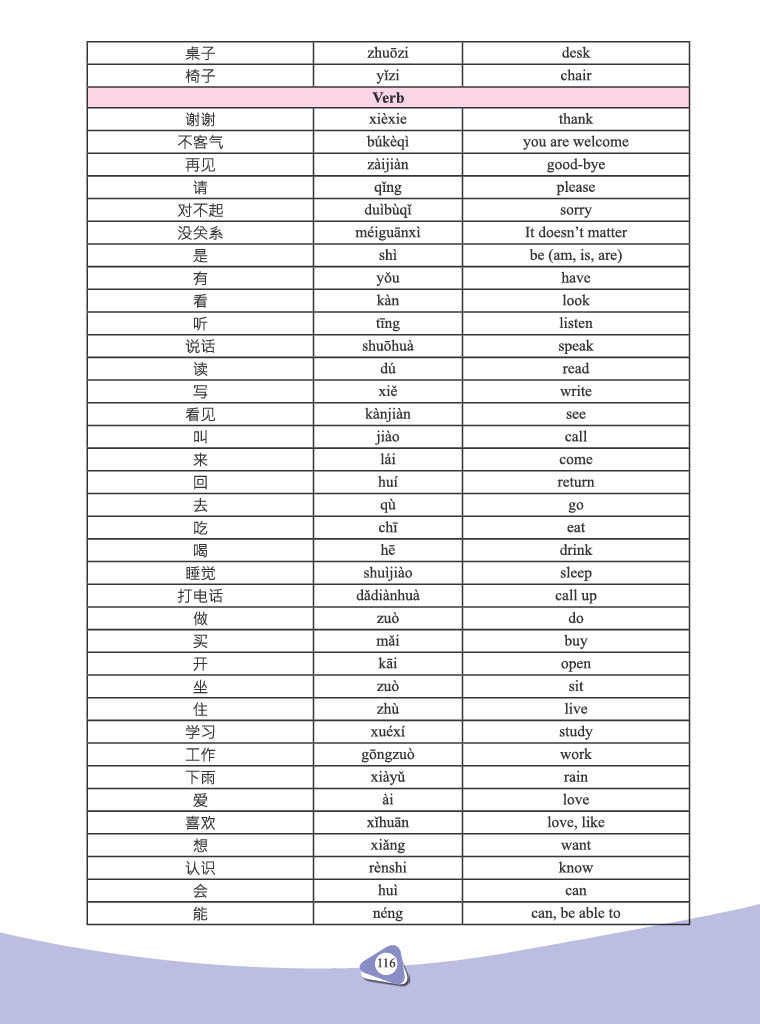 桌子 zhuōzi desk
椅子 yǐzi chair
Verb
谢谢 xièxie thank
不客气 búkèqì you are welcome
再见 zàijiàn good-bye
请 qǐng please
对不起 duìbùqǐ sorry
没关系 méiguānxì It doesn’t matter
是 shì be (am, is, are)
有 yǒu have
看 kàn look
听 tīng listen
说话 shuōhuà speak
读 dú read
写 xiě write
看见 kànjiàn see
叫 jiào call
来 lái come
回 huí return
去 qù go
吃 chī eat
喝 hē drink
睡觉 shuìjiào sleep
打电话 dǎdiànhuà call up
做 zuò do
买 mǎi buy
开 kāi open
坐 zuò sit
住 zhù live
学习 xuéxí study
工作 gōngzuò work
下雨 xiàyǔ rain
爱 ài love
喜欢 xǐhuān love, like
想 xiǎng want
认识 rènshi know
会 huì can
能 néng can, be able to
116